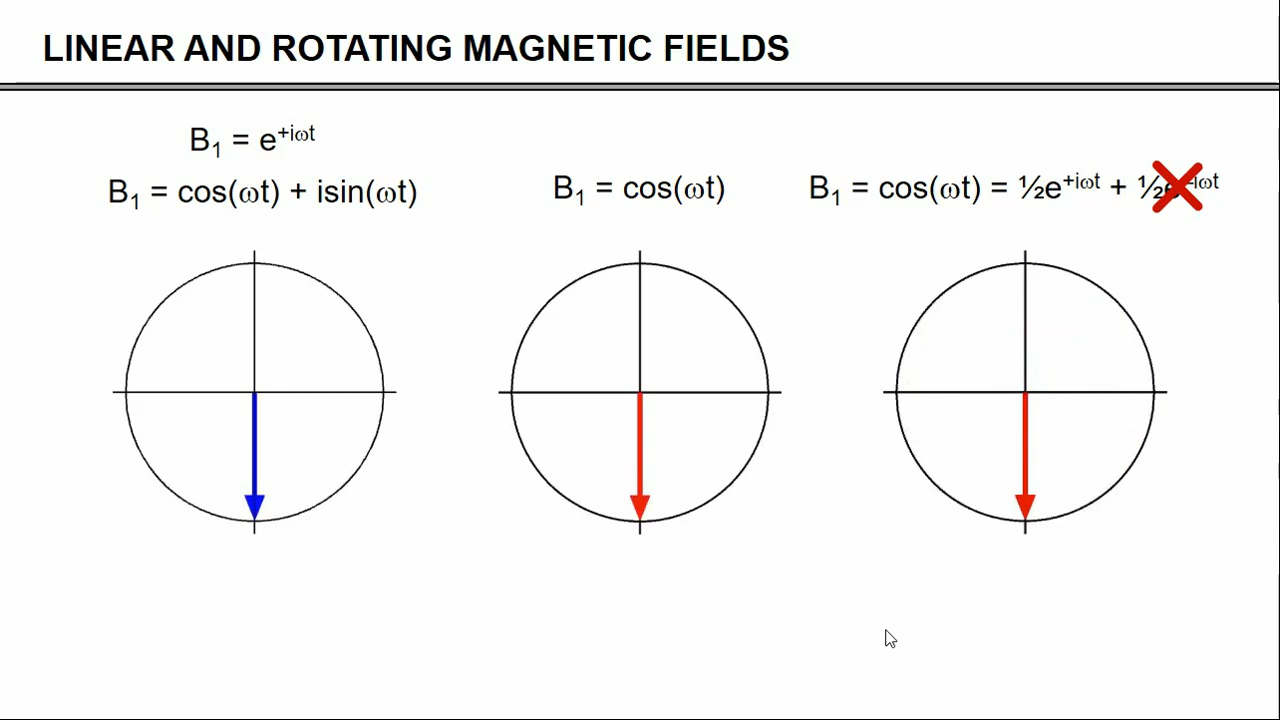 LINEAR AND ROTATING MAGNETIC FIELDS
B₁ = e⁺ⁱωᵗ
B₁ = cos(ωt) + isin(ωt)
B₁ = cos(ωt)
B₁ = cos(ωt) = ½e⁺ⁱωᵗ + ½e⁻ⁱωᵗ